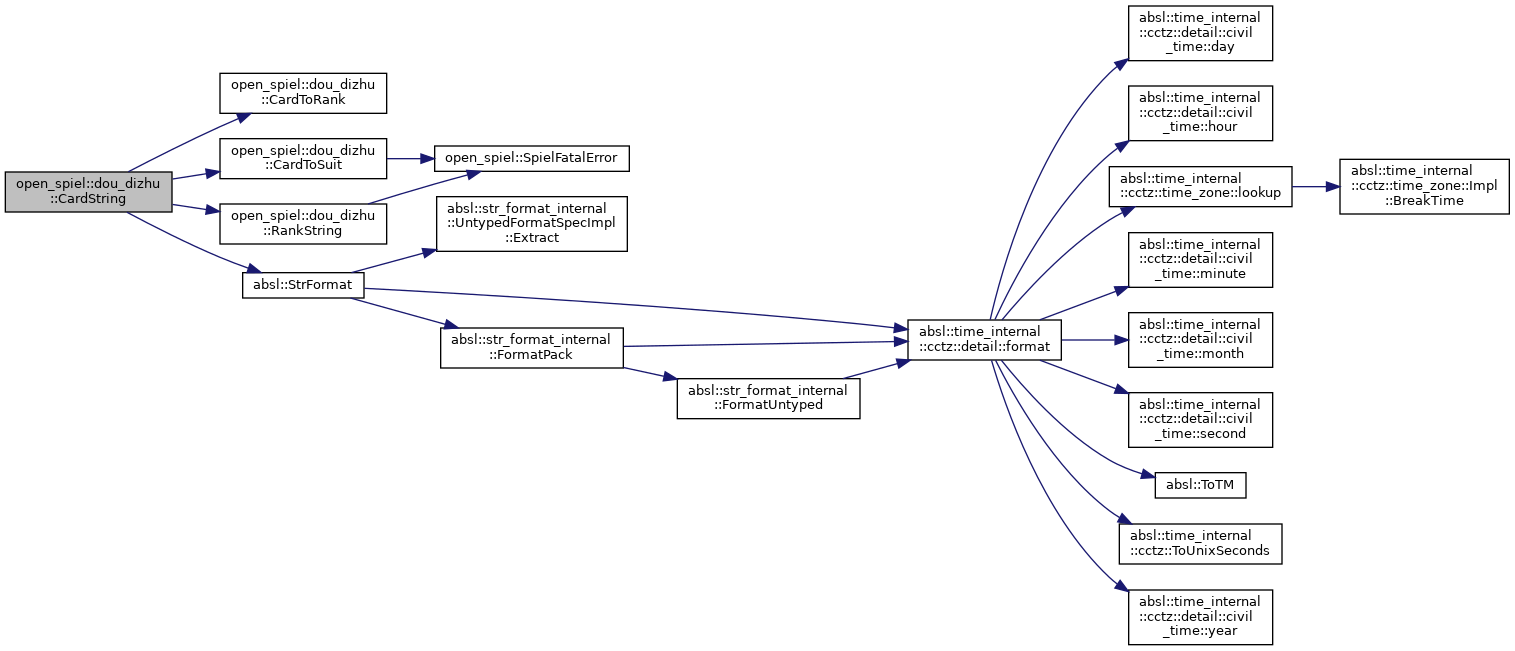 open_spiel::dou_dizhu
::CardString
open_spiel::dou_dizhu
::CardToRank
open_spiel::dou_dizhu
::CardToSuit
open_spiel::dou_dizhu
::RankString
absl::StrFormat
open_spiel::SpielFatalError
absl::str_format_internal
::UntypedFormatSpecImpl
::Extract
absl::str_format_internal
::FormatPack
absl::str_format_internal
::FormatUntyped
absl::time_internal
::cctz::detail::format
absl::time_internal
::cctz::detail::civil
_time::day
absl::time_internal
::cctz::detail::civil
_time::hour
absl::time_internal
::cctz::time_zone::lookup
absl::time_internal
::cctz::time_zone::Impl
::BreakTime
absl::time_internal
::cctz::detail::civil
_time::minute
absl::time_internal
::cctz::detail::civil
_time::month
absl::time_internal
::cctz::detail::civil
_time::second
absl::ToTM
absl::time_internal
::cctz::ToUnixSeconds
absl::time_internal
::cctz::detail::civil
_time::year